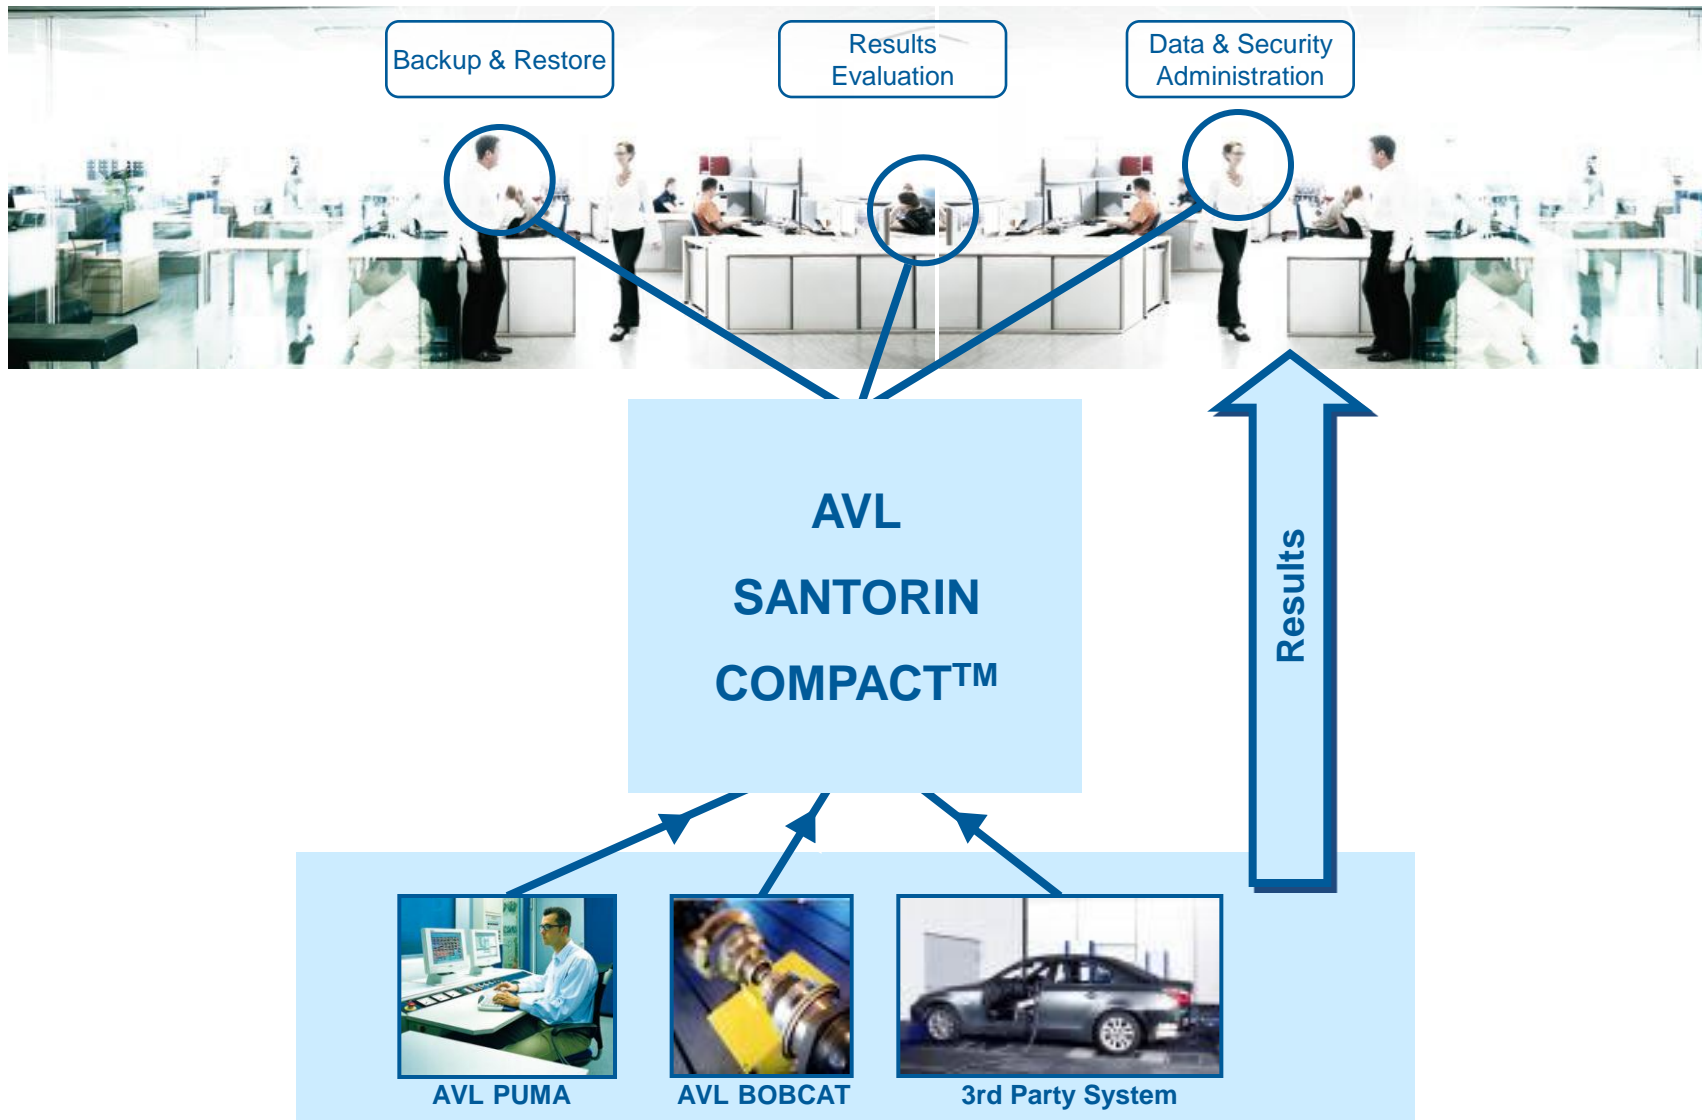 Backup & Restore
Results
Evaluation
Data & Security
Administration
AVL
SANTORIN
COMPACT™
Results
AVL PUMA
AVL BOBCAT
3rd Party System